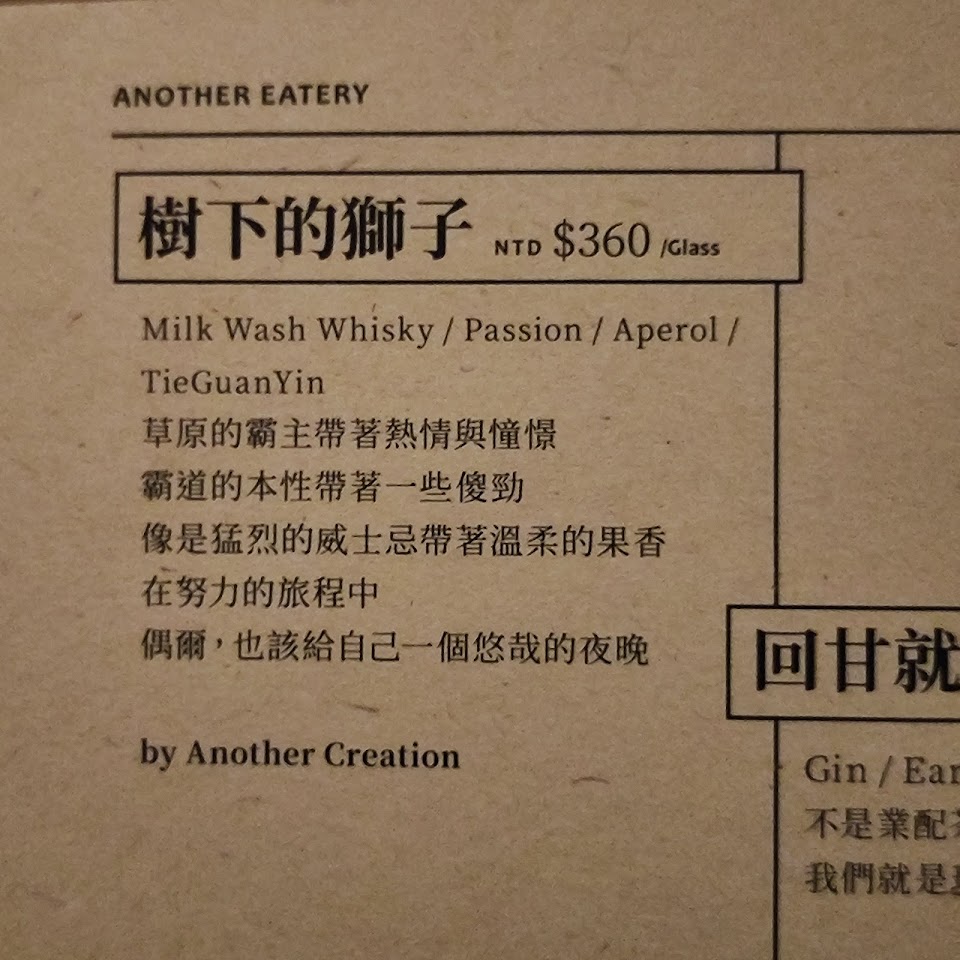 ANOTHER EATERY
樹下的獅子 NTD $360 /Glass
Milk Wash Whisky / Passion / Aperol /
TieGuanYin
草原的霸主帶著熱情與憧憬
霸道的本性帶著一些傻勁
像是猛烈的威士忌帶著溫柔的果香
在努力的旅程中
偶爾，也該給自己一個悠哉的夜晚
by Another Creation
回甘就
Gin / Ear
不是業配
我們就是